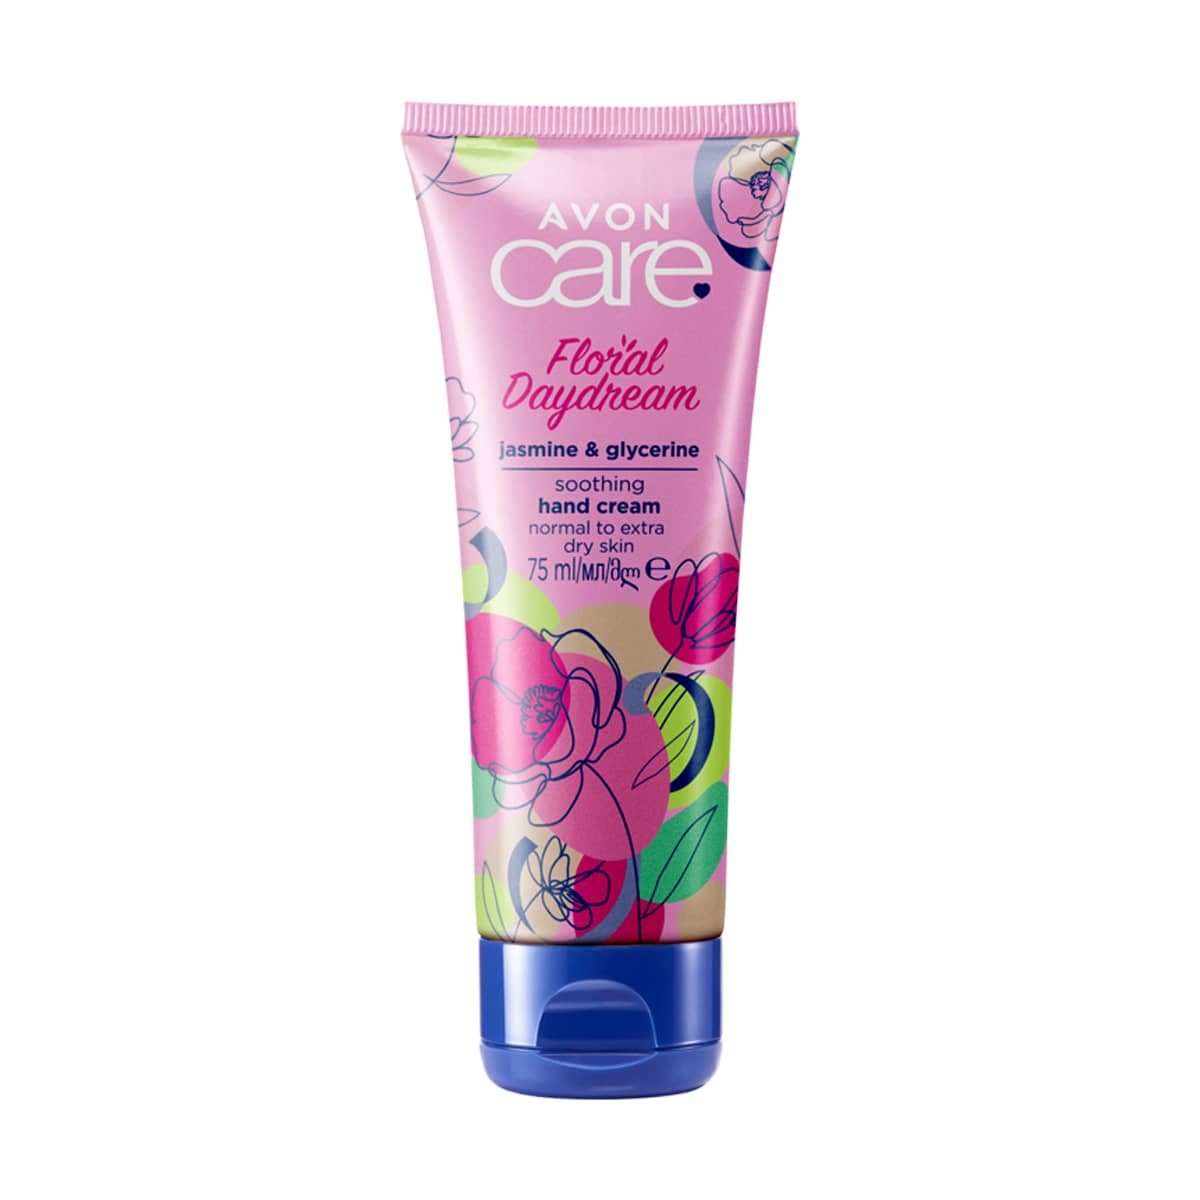 AVON
care
Floral
Daydream
jasmine & glycerine
soothing
hand cream
normal to extra
dry skin
75 ml/мл/მლ ℮